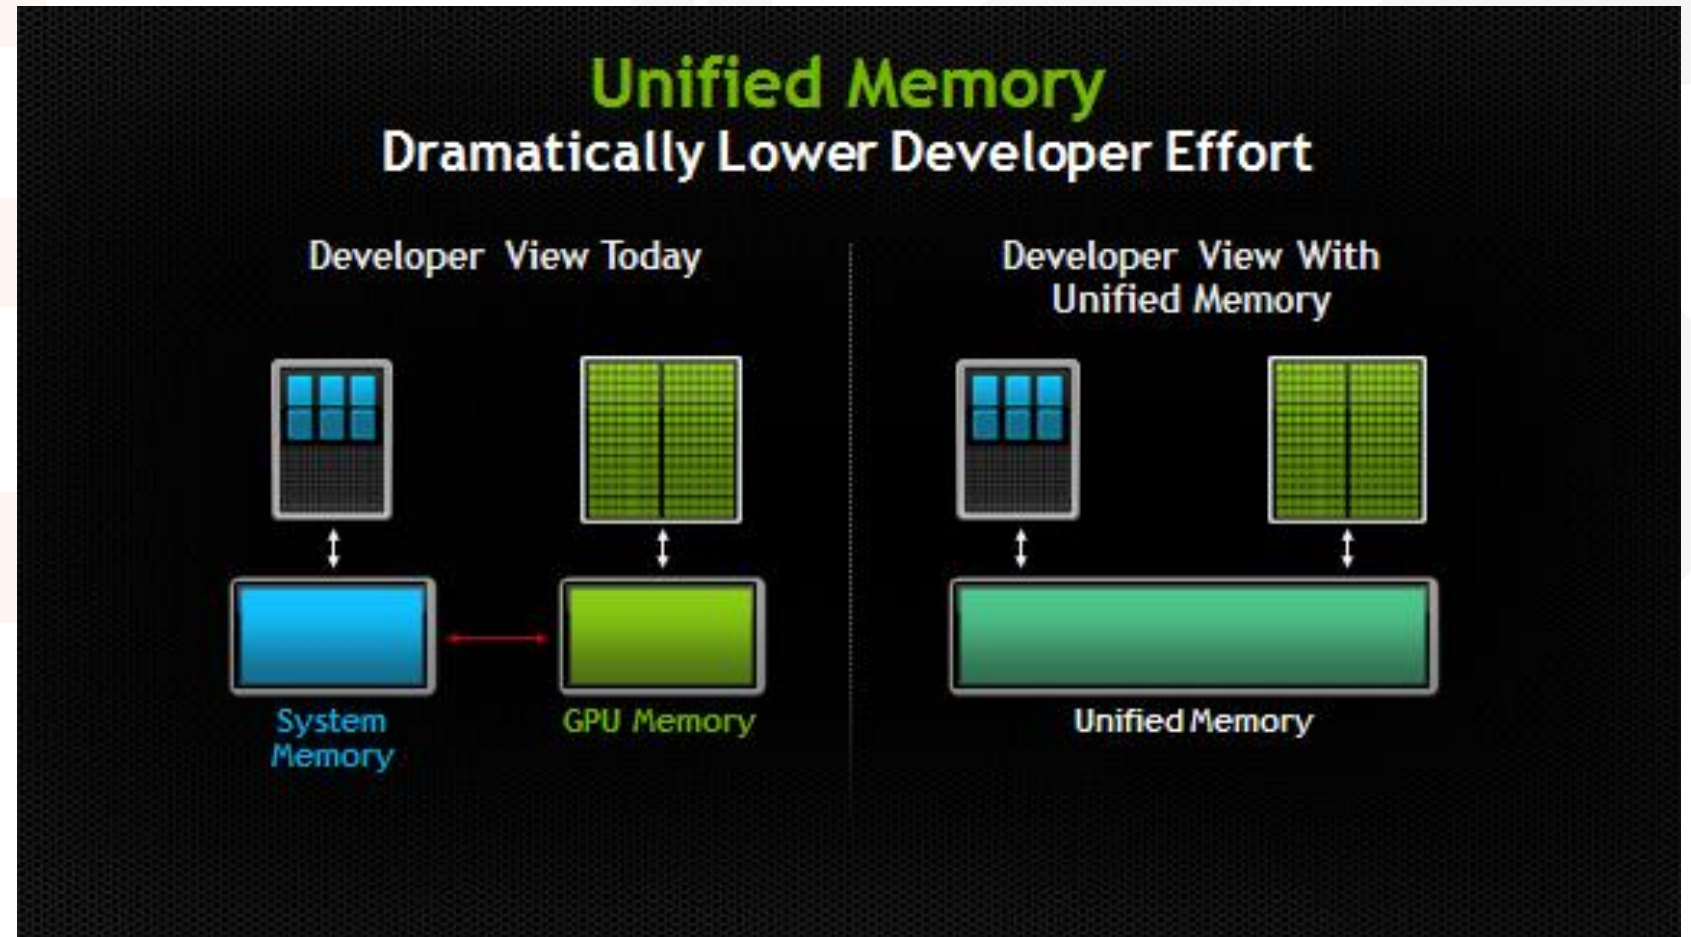 Unified Memory
Dramatically Lower Developer Effort
Developer View Today
System
Memory
GPU Memory
Developer View With
Unified Memory
Unified Memory